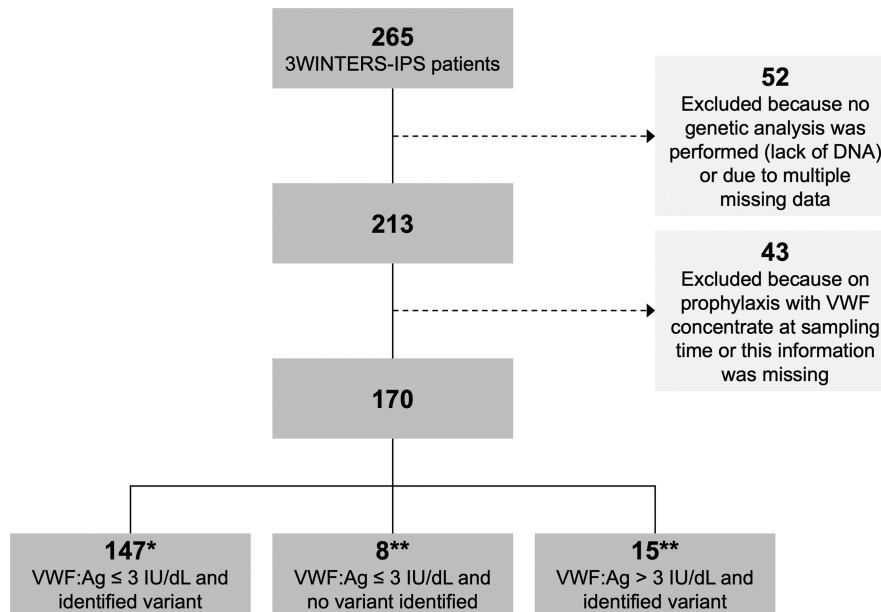 265
3WINTERS-IPS patients
52
Excluded because no
genetic analysis was
performed (lack of DNA)
or due to multiple
missing data
213
43
Excluded because on
prophylaxis with VWF
concentrate at sampling
time or this information
was missing
170
147*
VWF:Ag ≤ 3 IU/dL and
identified variant
8**
VWF:Ag ≤ 3 IU/dL and
no variant identified
15**
VWF:Ag > 3 IU/dL and
identified variant